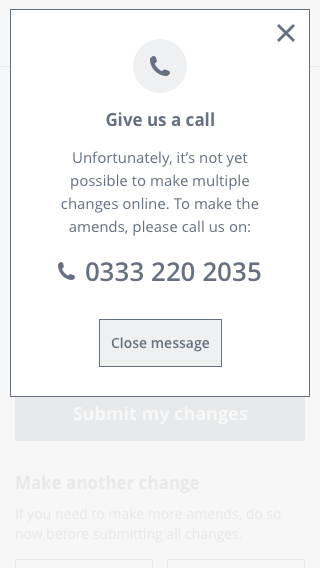 Give us a call
Unfortunately, it’s not yet
possible to make multiple
changes online. To make the
amends, please call us on:
0333 220 2035
Close message
Submit my changes
Make another change
If you need to make more amends, do so
now before submitting all changes.